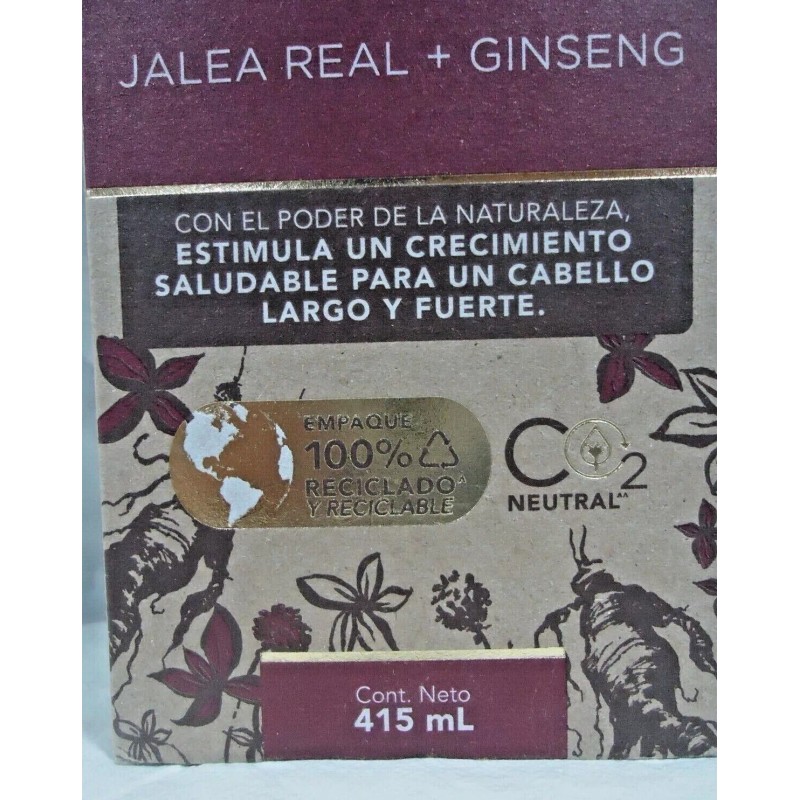 JALEA REAL + GINSENG
CON EL PODER DE LA NATURALEZA,
ESTIMULA UN CRECIMIENTO
SALUDABLE PARA UN CABELLO
LARGO Y FUERTE.
EMPAQUE
100%
RECICLADO^
Y RECICLABLE
CO2
NEUTRAL^^
Cont. Neto
415 mL